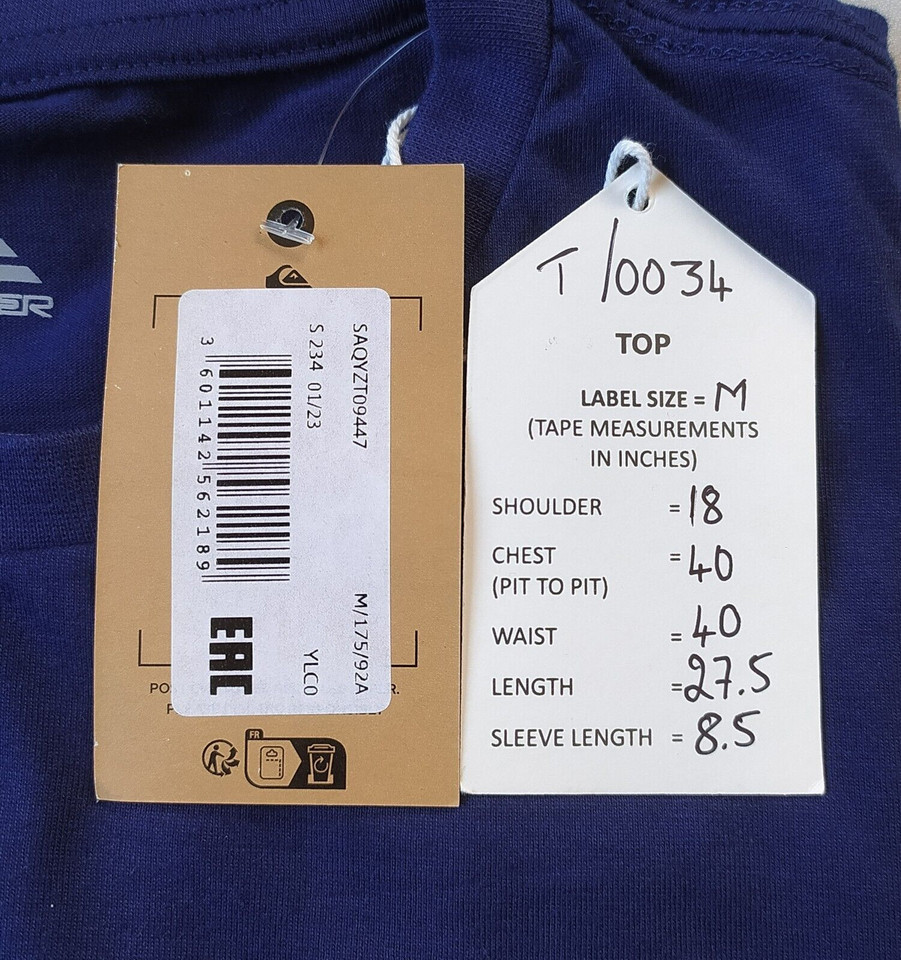 SAQYZT09447
M/175/92A
S 234 01/23
YLC0
3 601142 562189
EAC
FR
T/0034
TOP
LABEL SIZE = M
(TAPE MEASUREMENTS
IN INCHES)
SHOULDER = 18
CHEST = 40
(PIT TO PIT)
WAIST = 40
LENGTH = 27.5
SLEEVE LENGTH = 8.5